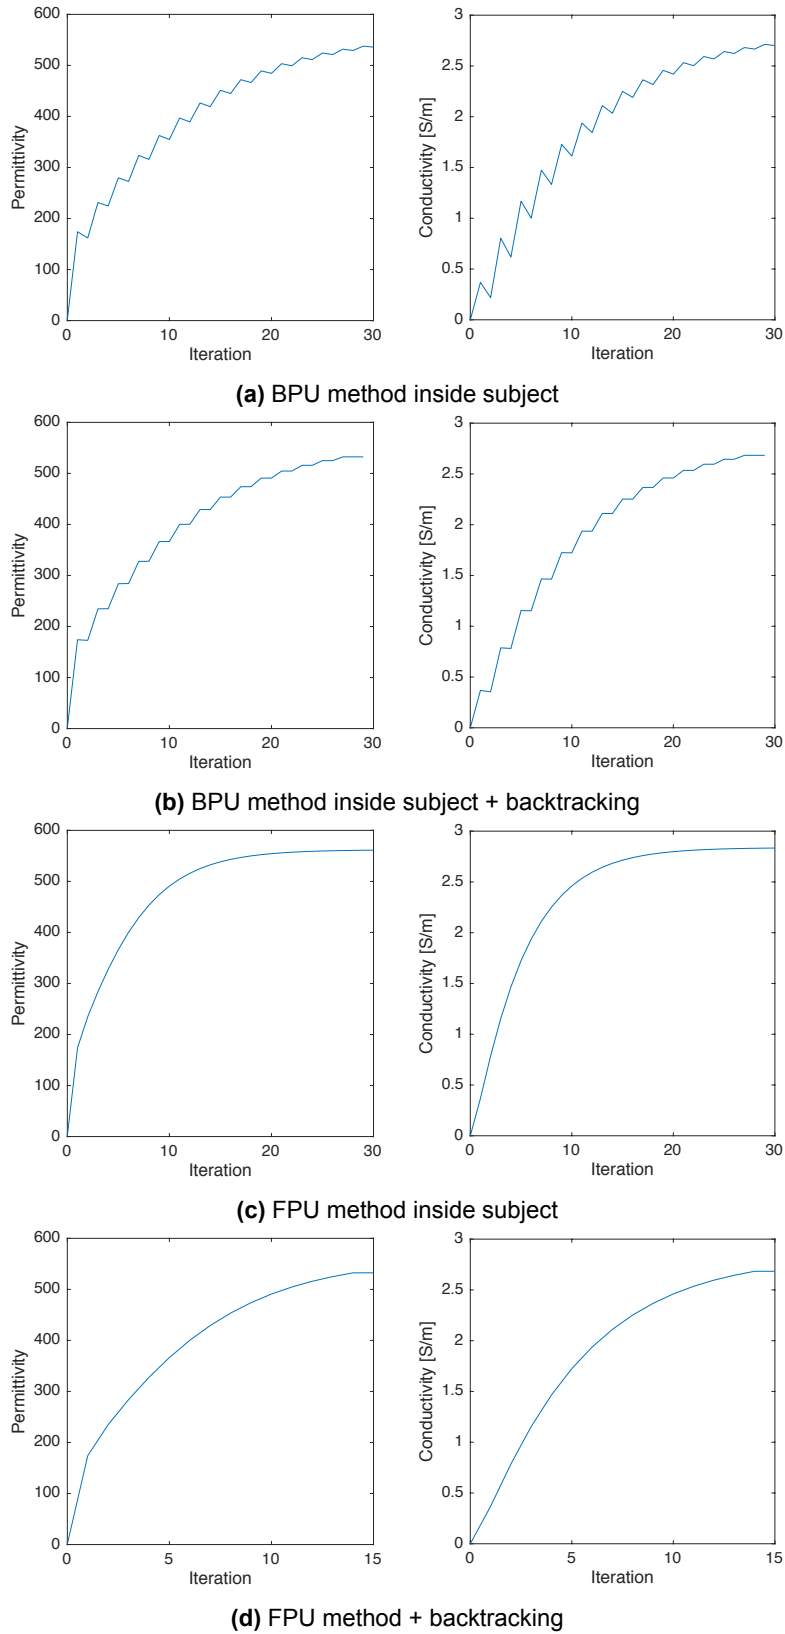 600
500
400
300
200
100
0
Permittivity
0 10 20 30
Iteration
3
2.5
2
1.5
1
0.5
0
Conductivity [S/m]
0 10 20 30
Iteration
(a) BPU method inside subject
600
500
400
300
200
100
0
Permittivity
0 10 20 30
Iteration
3
2.5
2
1.5
1
0.5
0
Conductivity [S/m]
0 10 20 30
Iteration
(b) BPU method inside subject + backtracking
600
500
400
300
200
100
0
Permittivity
0 10 20 30
Iteration
3
2.5
2
1.5
1
0.5
0
Conductivity [S/m]
0 10 20 30
Iteration
(c) FPU method inside subject
600
500
400
300
200
100
0
Permittivity
0 5 10 15
Iteration
3
2.5
2
1.5
1
0.5
0
Conductivity [S/m]
0 5 10 15
Iteration
(d) FPU method + backtracking